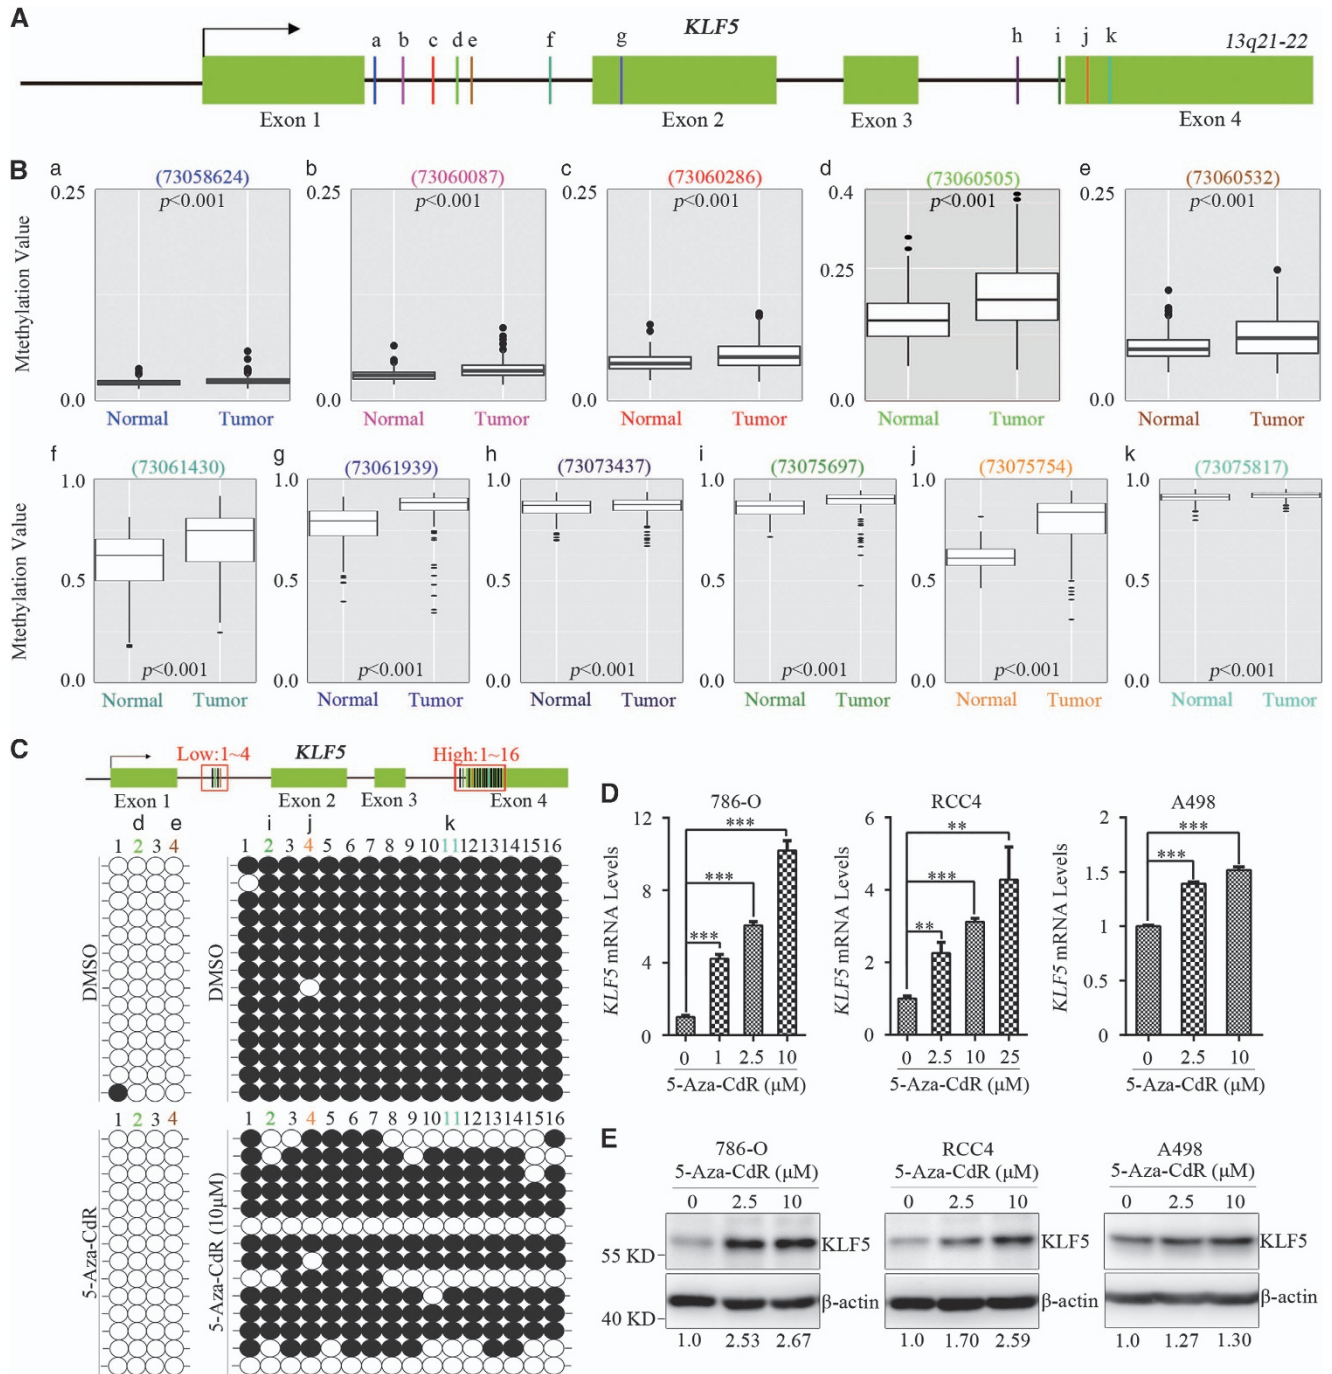 A
KLF5
13q21-22
a b c d e f g h i j k
Exon 1 Exon 2 Exon 3 Exon 4
B
a b c d e
(73058624) (73060087) (73060286) (73060505) (73060532)
0.25 0.25 0.25 0.4 0.25
p<0.001 p<0.001 p<0.001 p<0.001 p<0.001
0.25
Mtethylation Value
0.0 0.0 0.0 0.0 0.0
Normal Tumor Normal Tumor Normal Tumor Normal Tumor Normal Tumor
f g h i j k
(73061430) (73061939) (73073437) (73075697) (73075754) (73075817)
1.0 1.0 1.0 1.0 1.0 1.0
0.5 0.5 0.5 0.5 0.5 0.5
Mtethylation Value
p<0.001 p<0.001 p<0.001 p<0.001 p<0.001 p<0.001
0.0 0.0 0.0 0.0 0.0 0.0
Normal Tumor Normal Tumor Normal Tumor Normal Tumor Normal Tumor Normal Tumor
C
Low:1~4 KLF5 High:1~16
Exon 1 Exon 2 Exon 3 Exon 4
d e i j k
1 2 3 4 1 2 3 4 5 6 7 8 9 10 11 12 13 14 15 16
DMSO DMSO
1 2 3 4 1 2 3 4 5 6 7 8 9 10 11 12 13 14 15 16
5-Aza-CdR 5-Aza-CdR (10μM)
D
786-O RCC4 A498
KLF5 mRNA Levels KLF5 mRNA Levels KLF5 mRNA Levels
12 6 2
*** ** ***
8 4 1.5
*** *** ***
4 2 1
*** **
0.5
0 0 0
0 1 2.5 10 0 2.5 10 25 0 2.5 10
5-Aza-CdR (μM) 5-Aza-CdR (μM) 5-Aza-CdR (μM)
E
786-O RCC4 A498
5-Aza-CdR (μM) 5-Aza-CdR (μM) 5-Aza-CdR (μM)
0 2.5 10 0 2.5 10 0 2.5 10
55 KD KLF5 KLF5 KLF5
40 KD β-actin β-actin β-actin
1.0 2.53 2.67 1.0 1.70 2.59 1.0 1.27 1.30